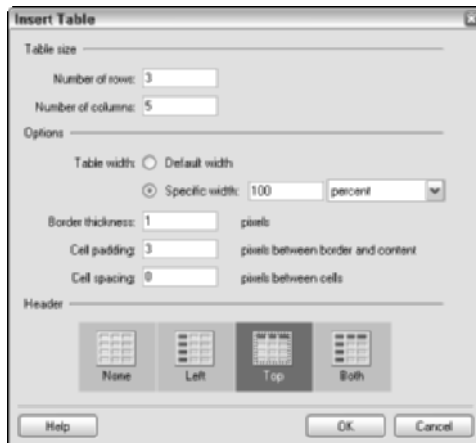 Insert Table
Table size
Number of rows: 3
Number of columns: 5
Options
Table width: Default width
Specific width: 100 percent
Border thickness: 1 pixels
Cell padding: 3 pixels between border and content
Cell spacing: 0 pixels between cells
Header
None Left Top Both
Help OK Cancel